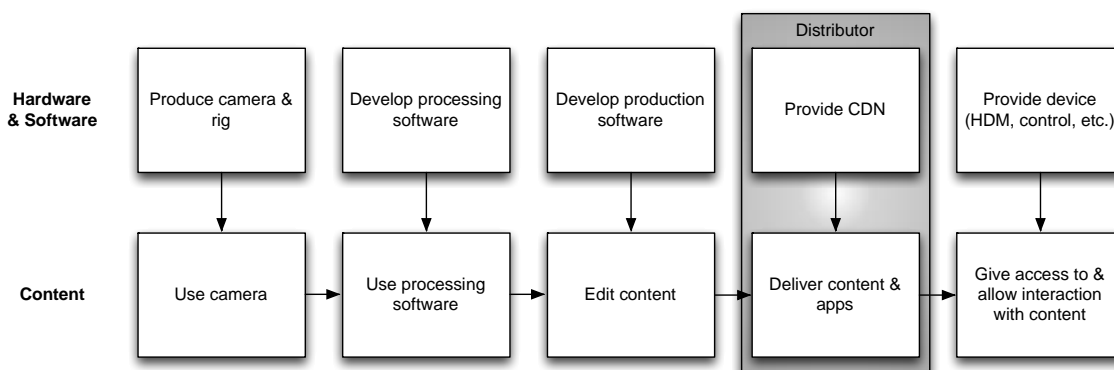 Distributor
Hardware
& Software
Produce camera &
rig
Develop processing
software
Develop production
software
Provide CDN
Provide device
(HDM, control, etc.)
Content
Use camera
Use processing
software
Edit content
Deliver content &
apps
Give access to &
allow interaction
with content